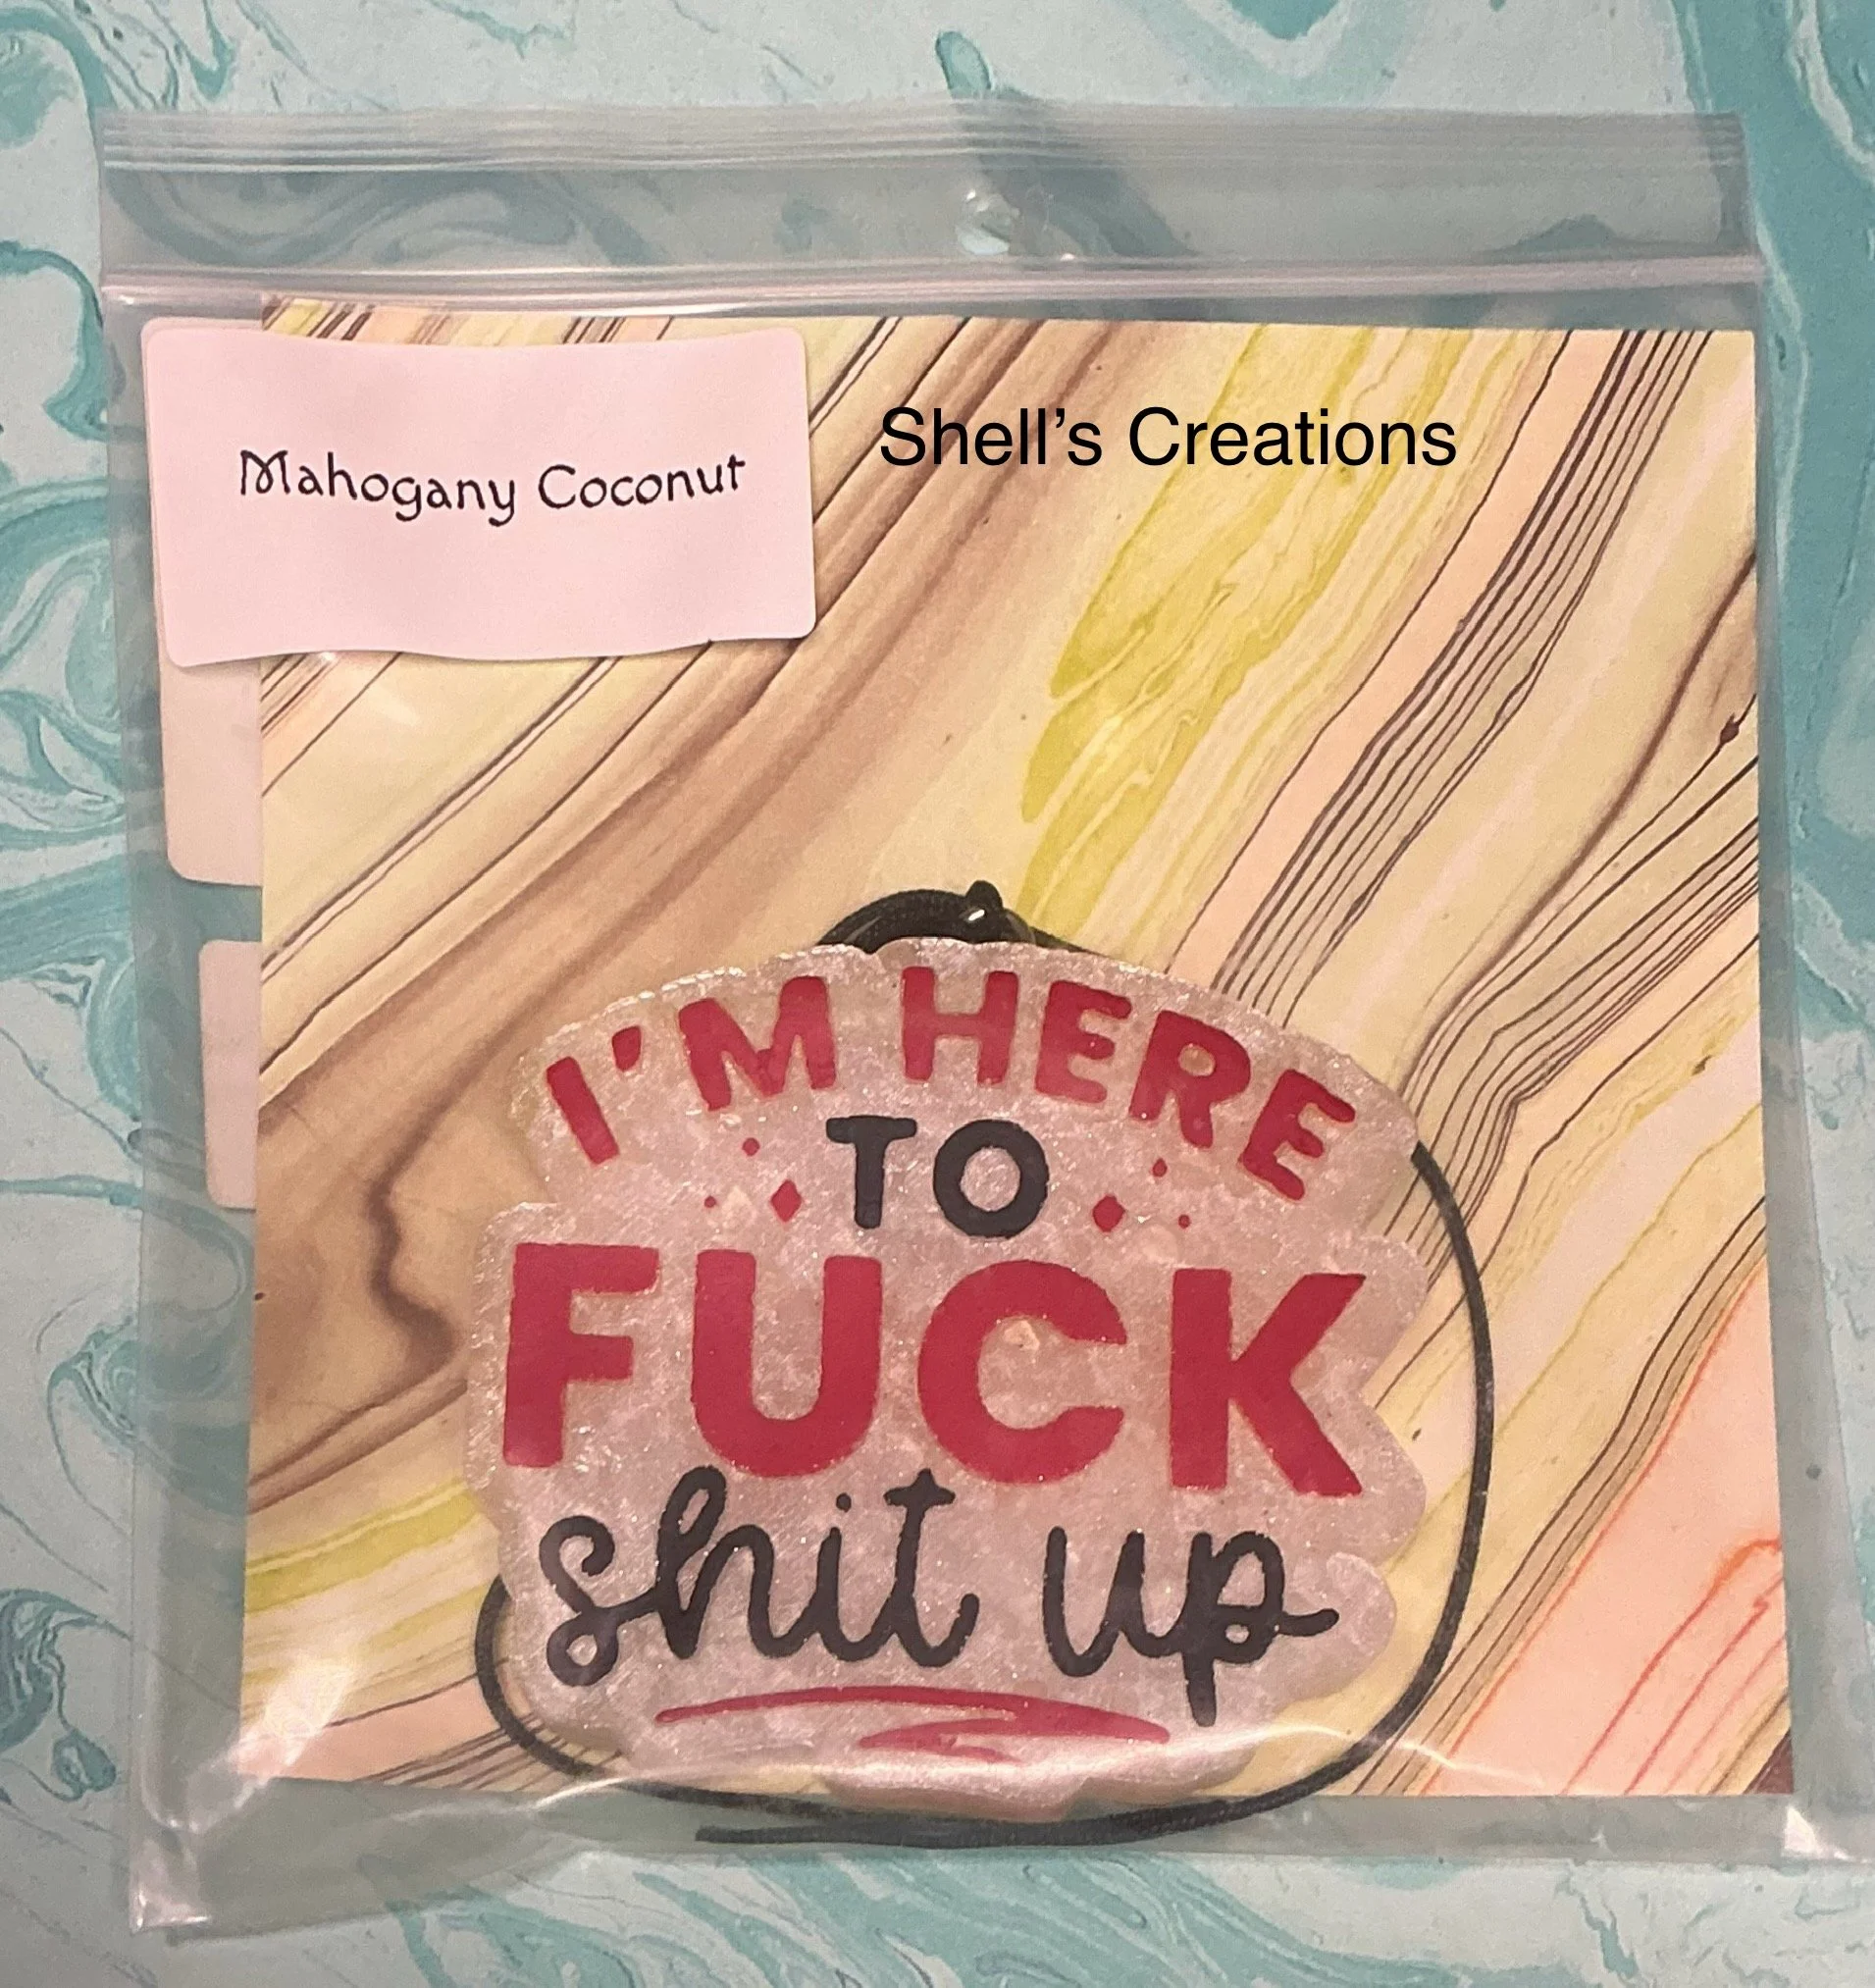 Mahogany Coconut
Shell’s Creations
I'M HERE
TO
FUCK
shit up